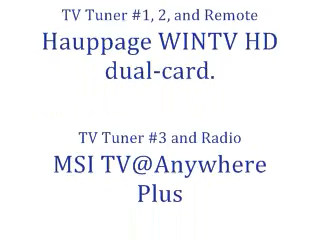 TV Tuner #1, 2, and Remote
Hauppage WINTV HD
dual-card.
TV Tuner #3 and Radio
MSI TV@Anywhere
Plus